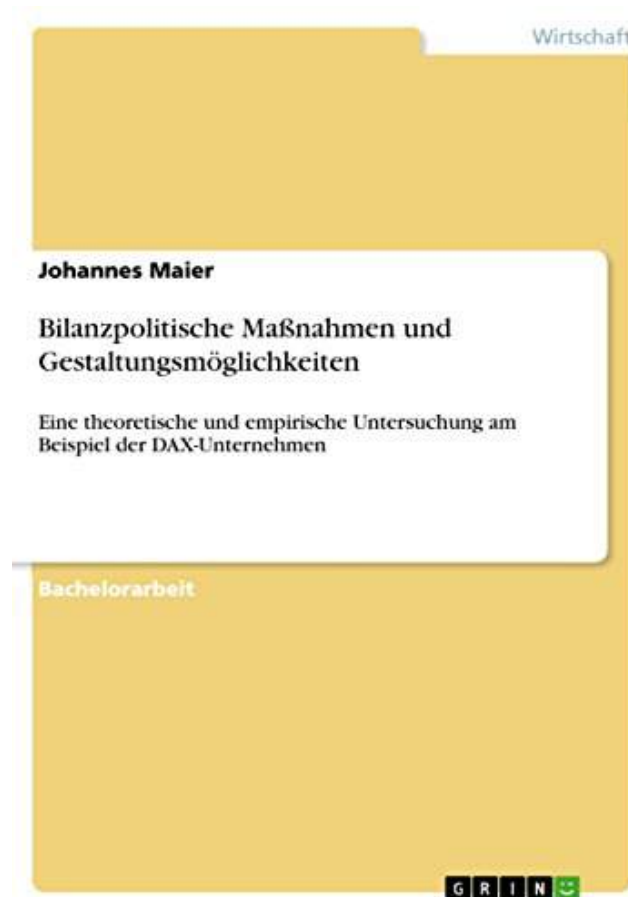 Wirtschaft
Johannes Maier
Bilanzpolitische Maßnahmen und
Gestaltungsmöglichkeiten
Eine theoretische und empirische Untersuchung am
Beispiel der DAX-Unternehmen
Bachelorarbeit
GRIN